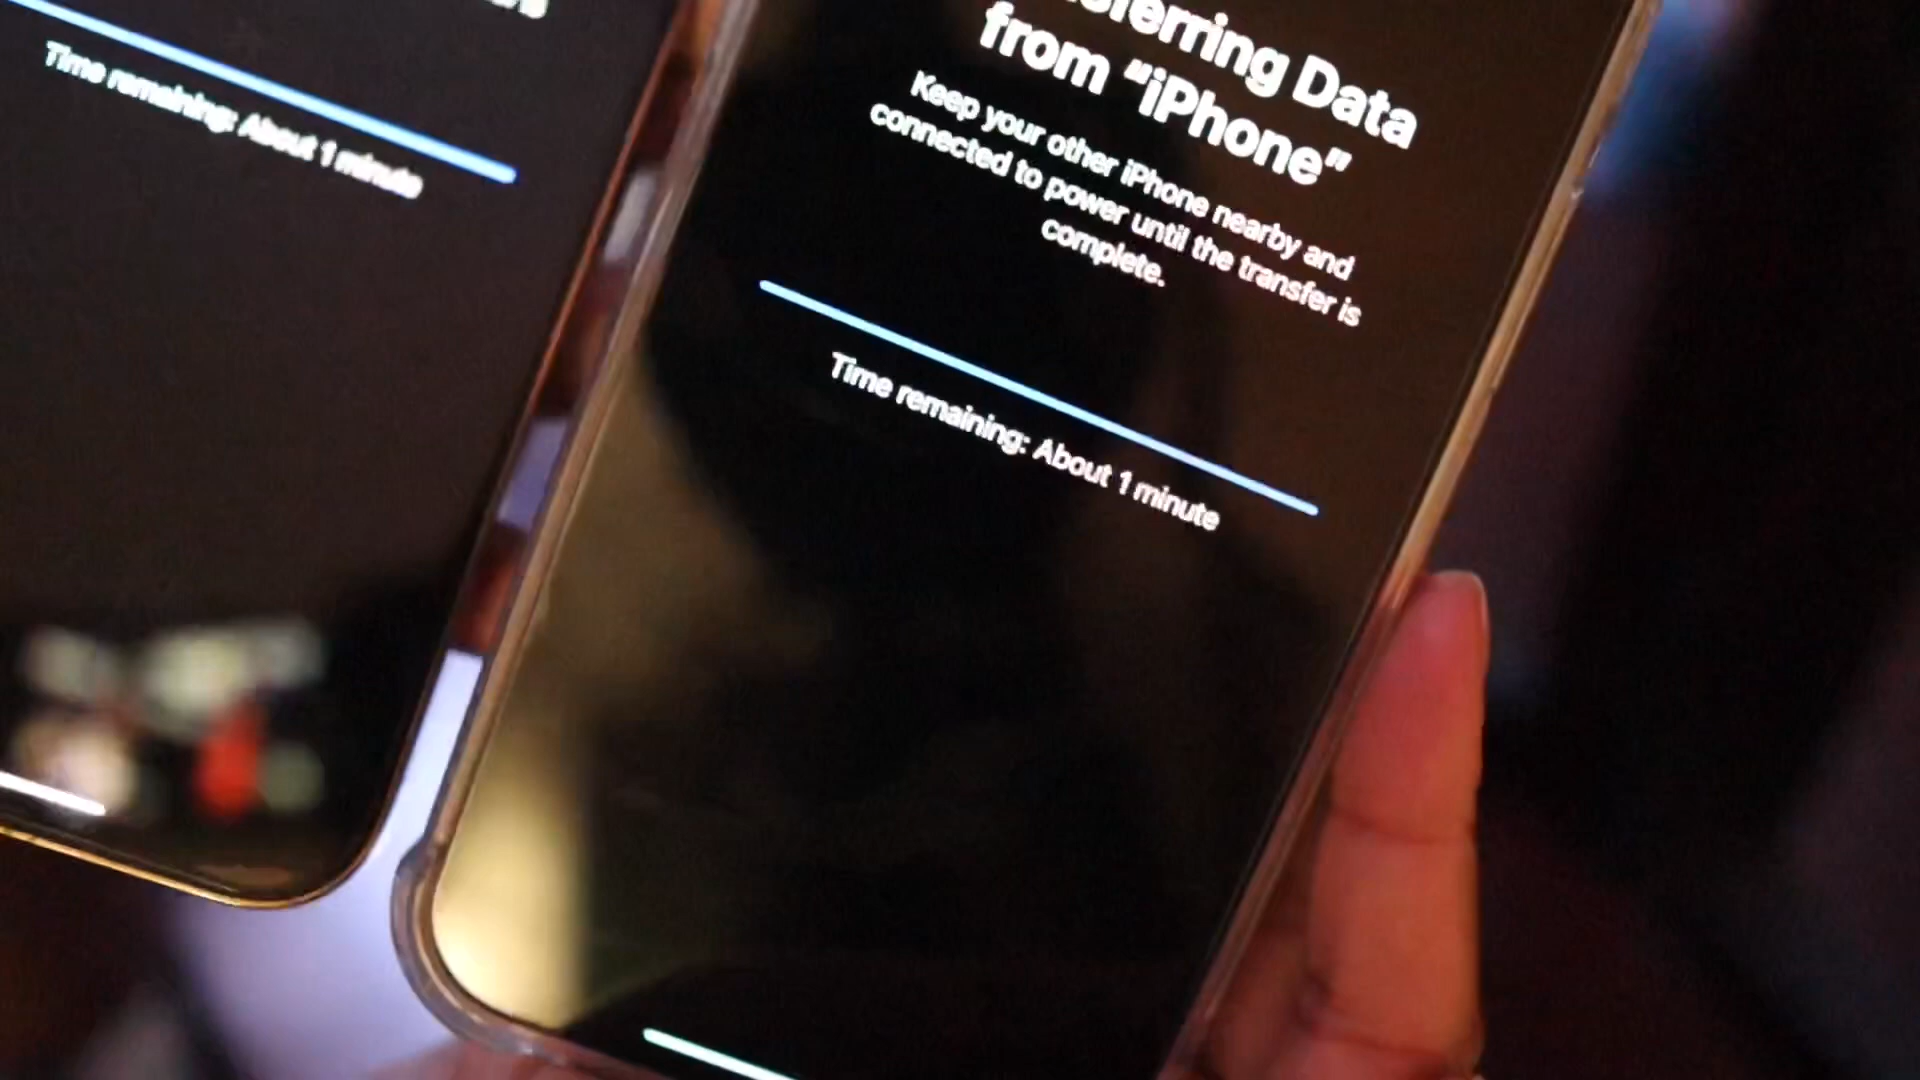 Time remaining: About 1 minute
Data
from “iPhone”
Keep your other iPhone nearby and
connected to power until the transfer is
complete.
Time remaining: About 1 minute